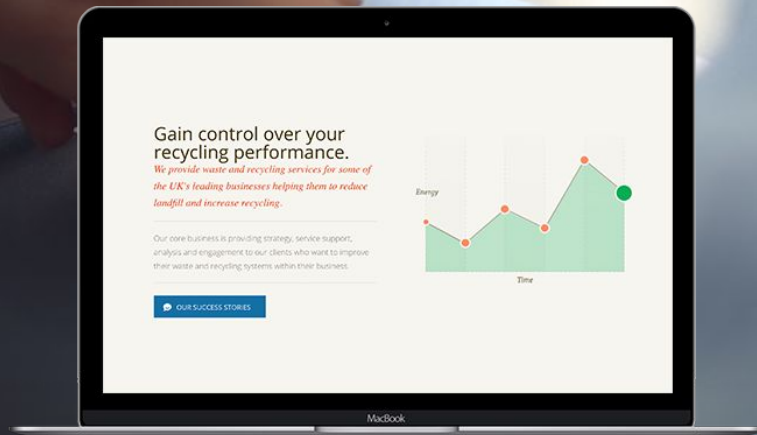 Gain control over your
recycling performance.
We provide waste and recycling services for some of
the UK's leading businesses helping them to reduce
landfill and increase recycling.
Our core business is providing strategy, service support,
analysis and engagement to our clients who want to improve
their waste and recycling systems within their business
OUR SUCCESS STORIES
Energy
Time
MacBook